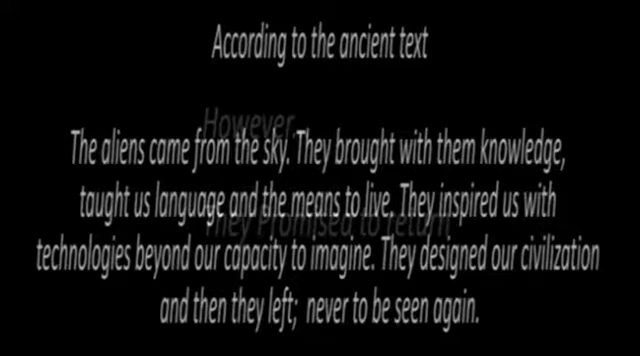 According to the ancient text
However,
The aliens came from the sky. They brought with them knowledge,
taught us language and the means to live. They inspired us with
They Promised to return
technologies beyond our capacity to imagine. They designed our civilization
and then they left; never to be seen again.